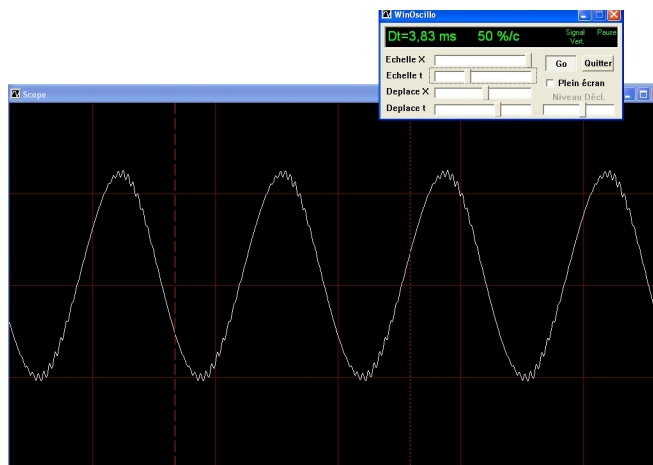 WinOscillo
Dt=3,83 ms 50 %/c Signal Vert. Pause
Echelle X
Go Quitter
Echelle t
Plein écran
Deplace X
Niveau Déct.
Deplace t
Scope